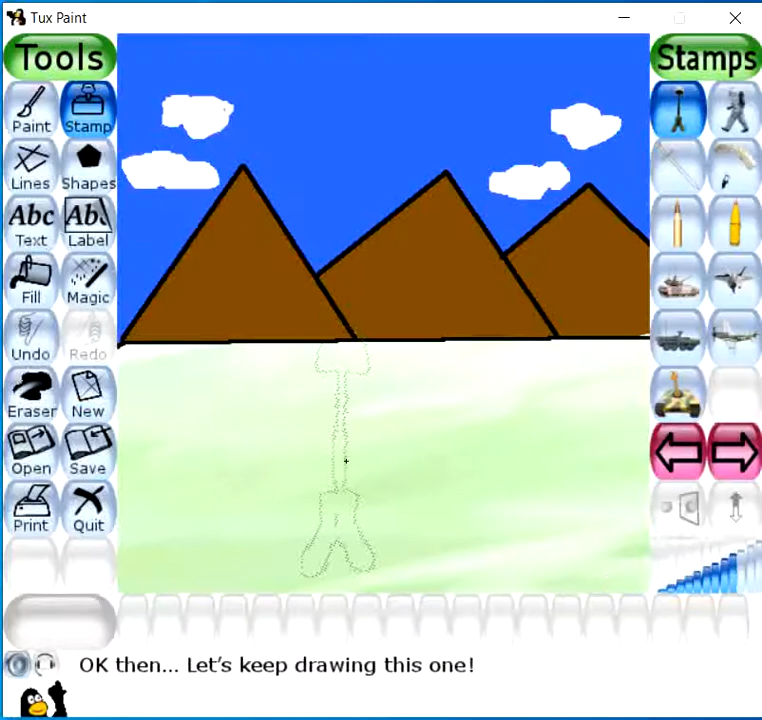 Tux Paint
Tools
Stamps
Paint
Stamp
Lines
Shapes
Abc
Text
Abc
Label
Fill
Magic
Undo
Redo
Eraser
New
Open
Save
Print
Quit
OK then... Let's keep drawing this one!